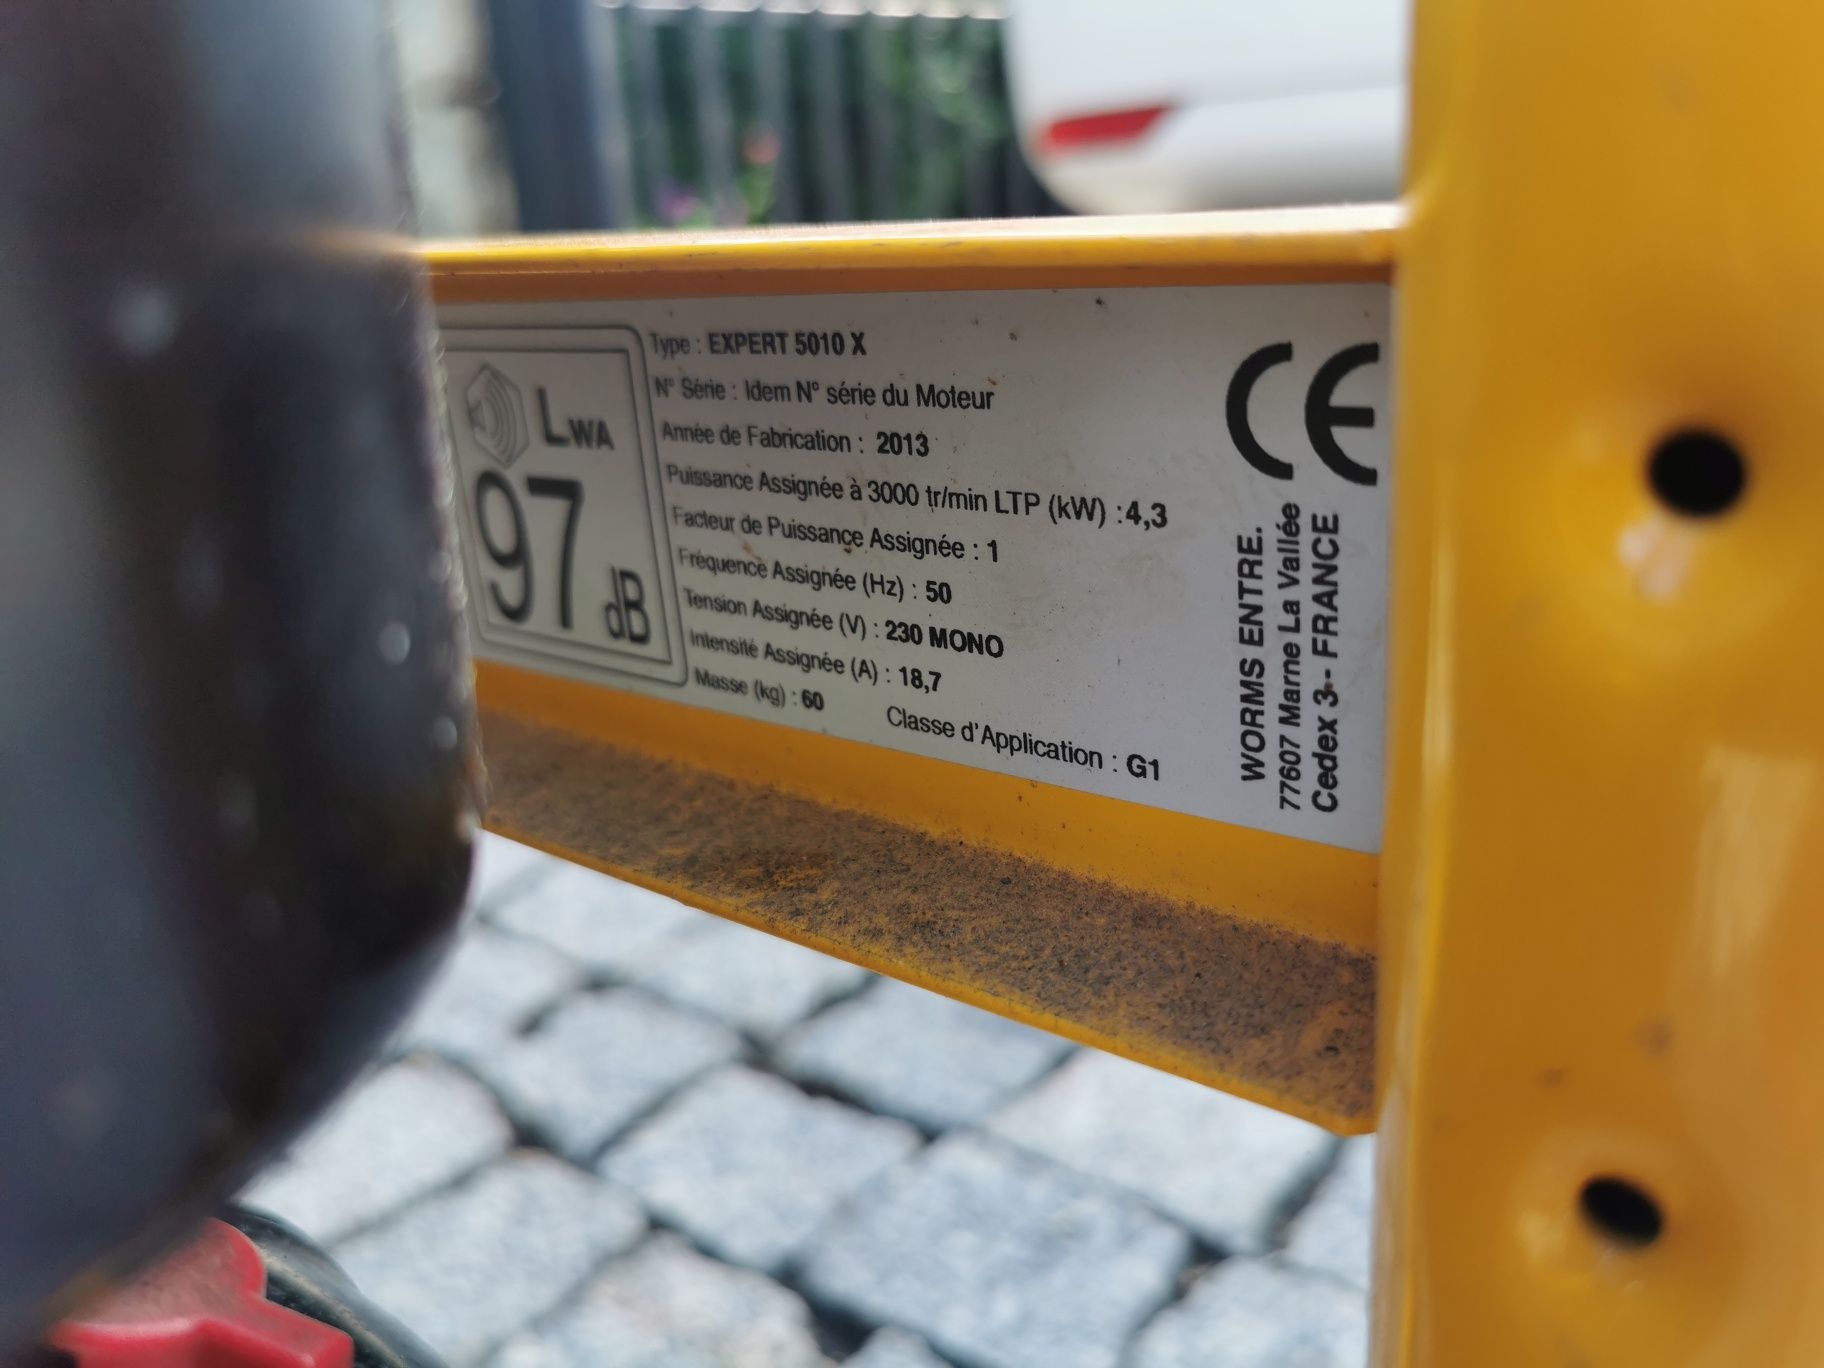 LWA
97 dB
Type : EXPERT 5010 X
N° Série : Idem N° série du Moteur
Année de Fabrication : 2013
Puissance Assignée à 3000 tr/min LTP (kW) :4,3
Facteur de Puissance Assignée : 1
Fréquence Assignée (Hz) : 50
Tension Assignée (V) : 230 MONO
Intensité Assignée (A) : 18,7
Masse (kg) : 60
Classe d'Application : G1
CE
WORMS ENTRE.
77607 Marne La Vallée
Cedex 3 - FRANCE